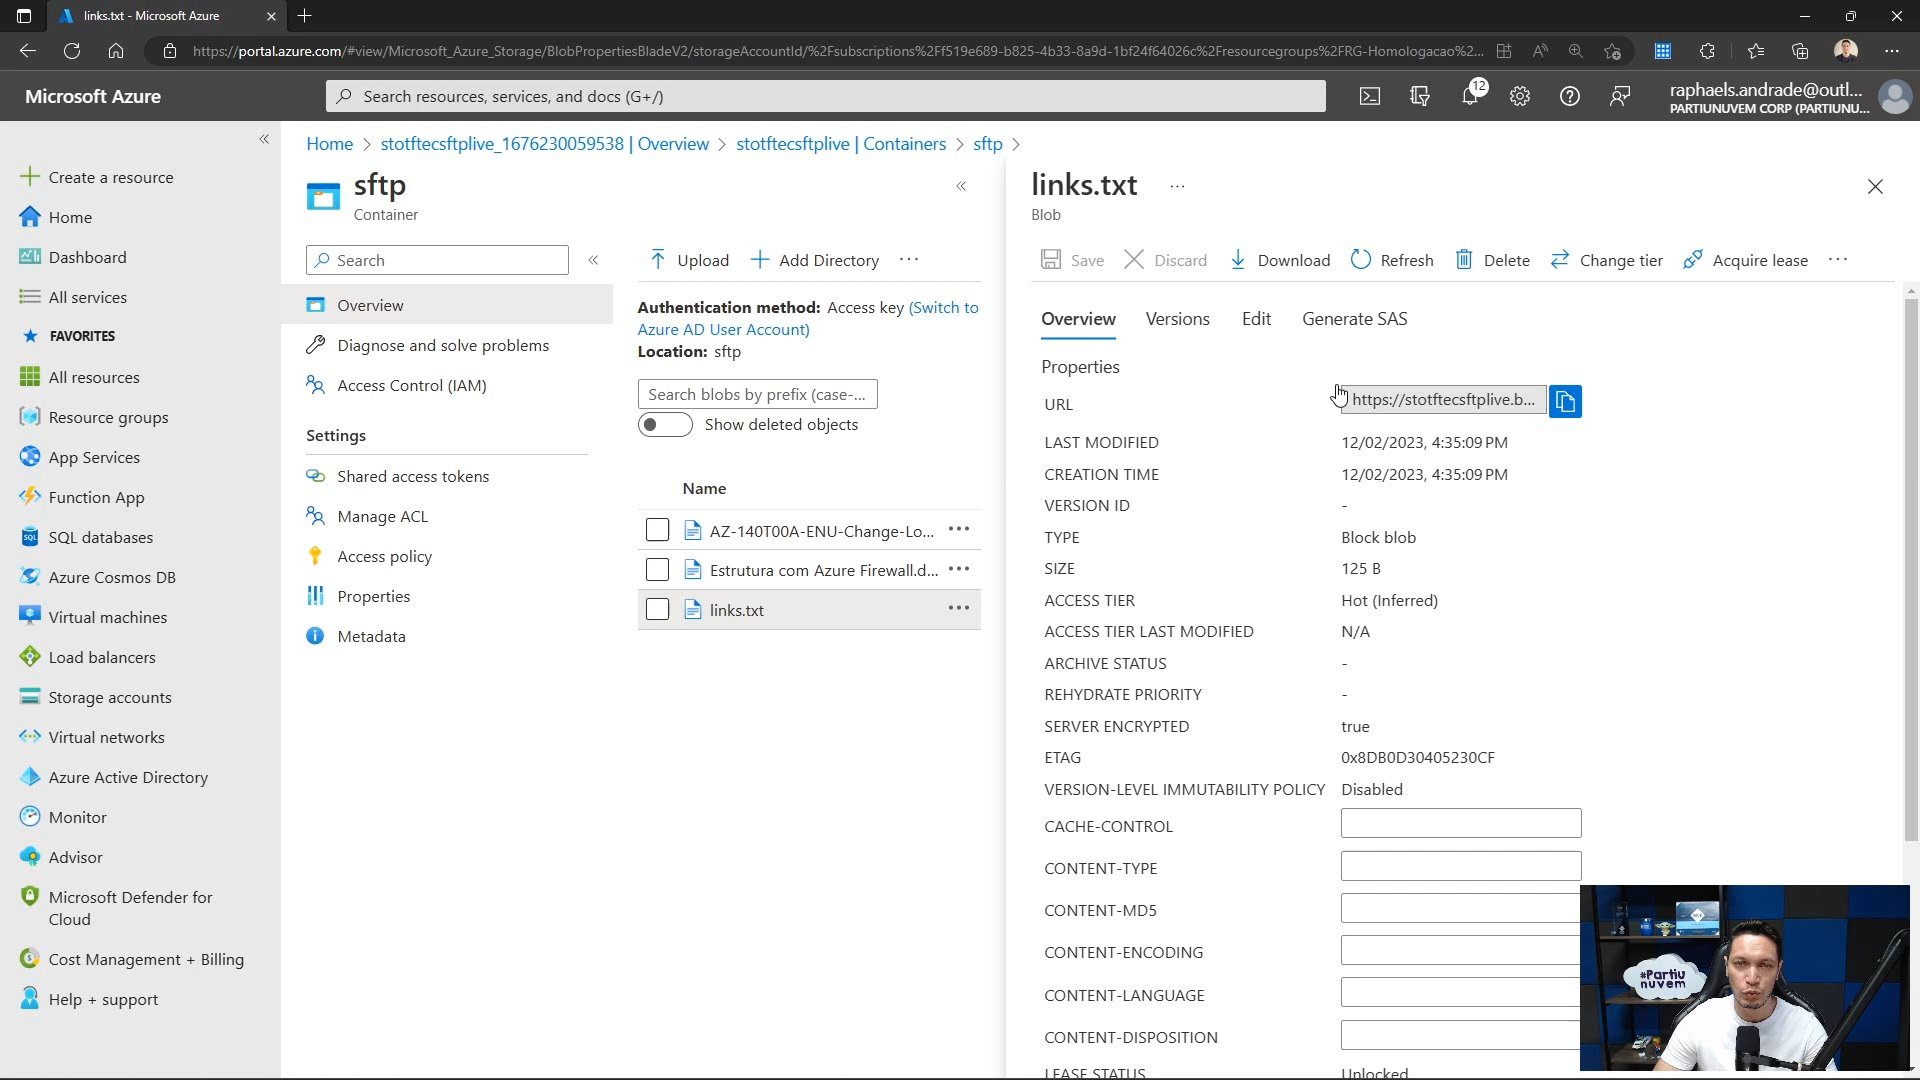 links.txt - Microsoft Azure
https://portal.azure.com/#view/Microsoft_Azure_Storage/BlobPropertiesBladeV2/storageAccountId/%2Fsubscriptions%2Ff519e689-b825-4b33-8a9d-1bf24f64026c%2Fresourcegroups%2FRG-Homologacao%2...
Microsoft Azure
Search resources, services, and docs (G+/)
12
raphaels.andrade@outl...
PARTIUNUVEM CORP (PARTIUNU...
Home > stotftecsftplive_1676230059538 | Overview > stotftecsftplive | Containers > sftp >
Create a resource
Home
Dashboard
All services
FAVORITES
All resources
Resource groups
App Services
Function App
SQL databases
Azure Cosmos DB
Virtual machines
Load balancers
Storage accounts
Virtual networks
Azure Active Directory
Monitor
Advisor
Microsoft Defender for
Cloud
Cost Management + Billing
Help + support
sftp
Container
Search
Overview
Diagnose and solve problems
Access Control (IAM)
Settings
Shared access tokens
Manage ACL
Access policy
Properties
Metadata
Upload
Add Directory
Authentication method: Access key (Switch to
Azure AD User Account)
Location: sftp
Search blobs by prefix (case-...
Show deleted objects
Name
AZ-140T00A-ENU-Change-Lo...
Estrutura com Azure Firewall.d...
links.txt
links.txt
Blob
Save
Discard
Download
Refresh
Delete
Change tier
Acquire lease
Overview
Versions
Edit
Generate SAS
Properties
URL https://stotftecsftplive.b...
LAST MODIFIED 12/02/2023, 4:35:09 PM
CREATION TIME 12/02/2023, 4:35:09 PM
VERSION ID -
TYPE Block blob
SIZE 125 B
ACCESS TIER Hot (Inferred)
ACCESS TIER LAST MODIFIED N/A
ARCHIVE STATUS -
REHYDRATE PRIORITY -
SERVER ENCRYPTED true
ETAG 0x8DB0D30405230CF
VERSION-LEVEL IMMUTABILITY POLICY Disabled
CACHE-CONTROL
CONTENT-TYPE
CONTENT-MD5
CONTENT-ENCODING
CONTENT-LANGUAGE
CONTENT-DISPOSITION
LEASE STATUS Unlocked
#Partiu
nuvem